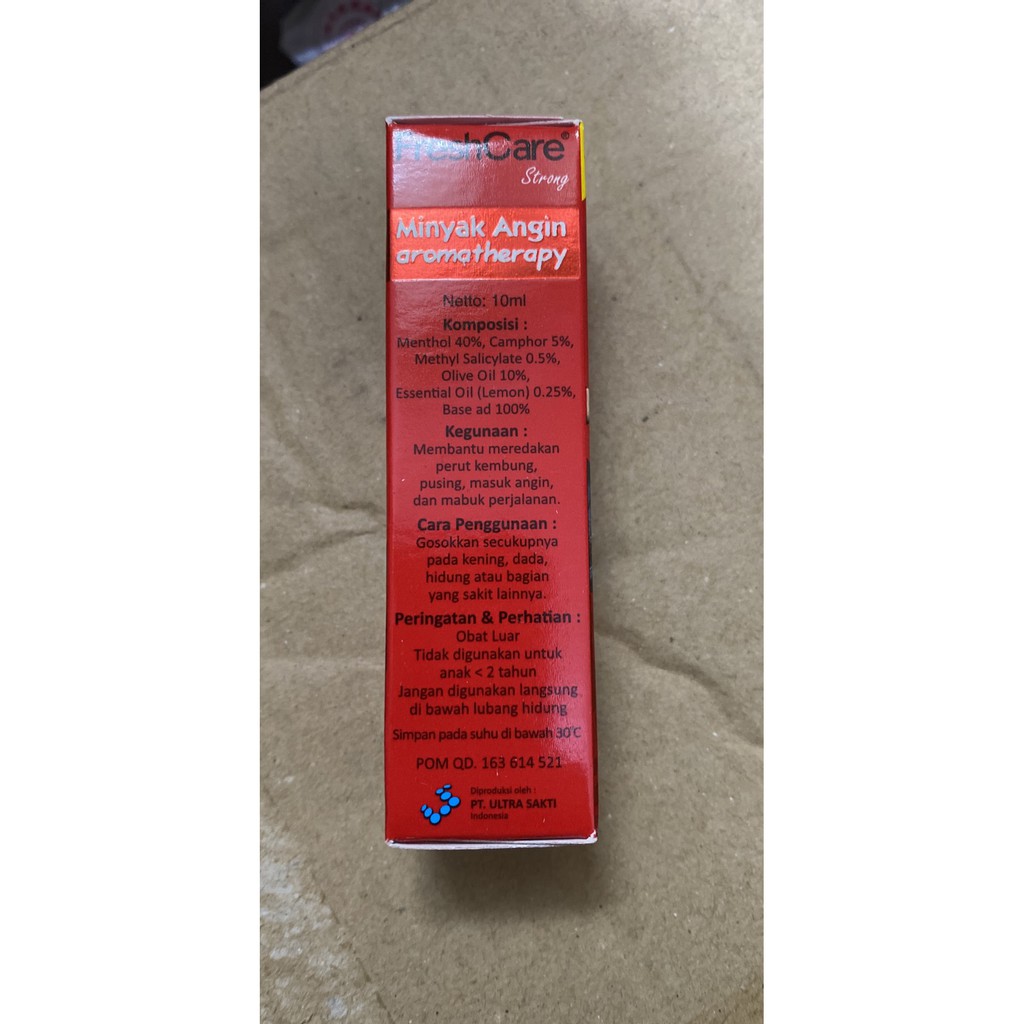 FreshCare®
Strong
Minyak Angin
aromatherapy
Netto: 10ml
Komposisi :
Menthol 40%, Camphor 5%,
Methyl Salicylate 0.5%,
Olive Oil 10%,
Essential Oil (Lemon) 0.25%,
Base ad 100%
Kegunaan :
Membantu meredakan
perut kembung,
pusing, masuk angin,
dan mabuk perjalanan.
Cara Penggunaan :
Gosokkan secukupnya
pada kening, dada,
hidung atau bagian
yang sakit lainnya.
Peringatan & Perhatian :
Obat Luar
Tidak digunakan untuk
anak < 2 tahun
Jangan digunakan langsung
di bawah lubang hidung
Simpan pada suhu di bawah 30°C
POM QD. 163 614 521
Diproduksi oleh :
PT. ULTRA SAKTI
Indonesia